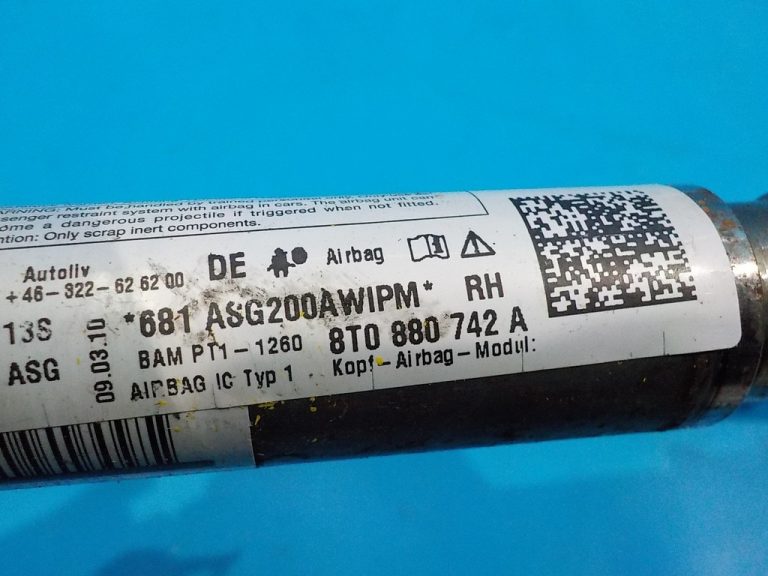 senger restraint system with airbag in cars. The airbag unit can
ome a dangerous projectile if triggered when not fitted.
ntion: Only scrap inert components.
Autoliv DE Airbag
+46-322-62 62 00
13S *681 ASG200AWIPM* RH
ASG 09.03.10 BAM PT1-1260 8T0 880 742 A
AIRBAG IC Typ 1 Kopf-Airbag-Modul: